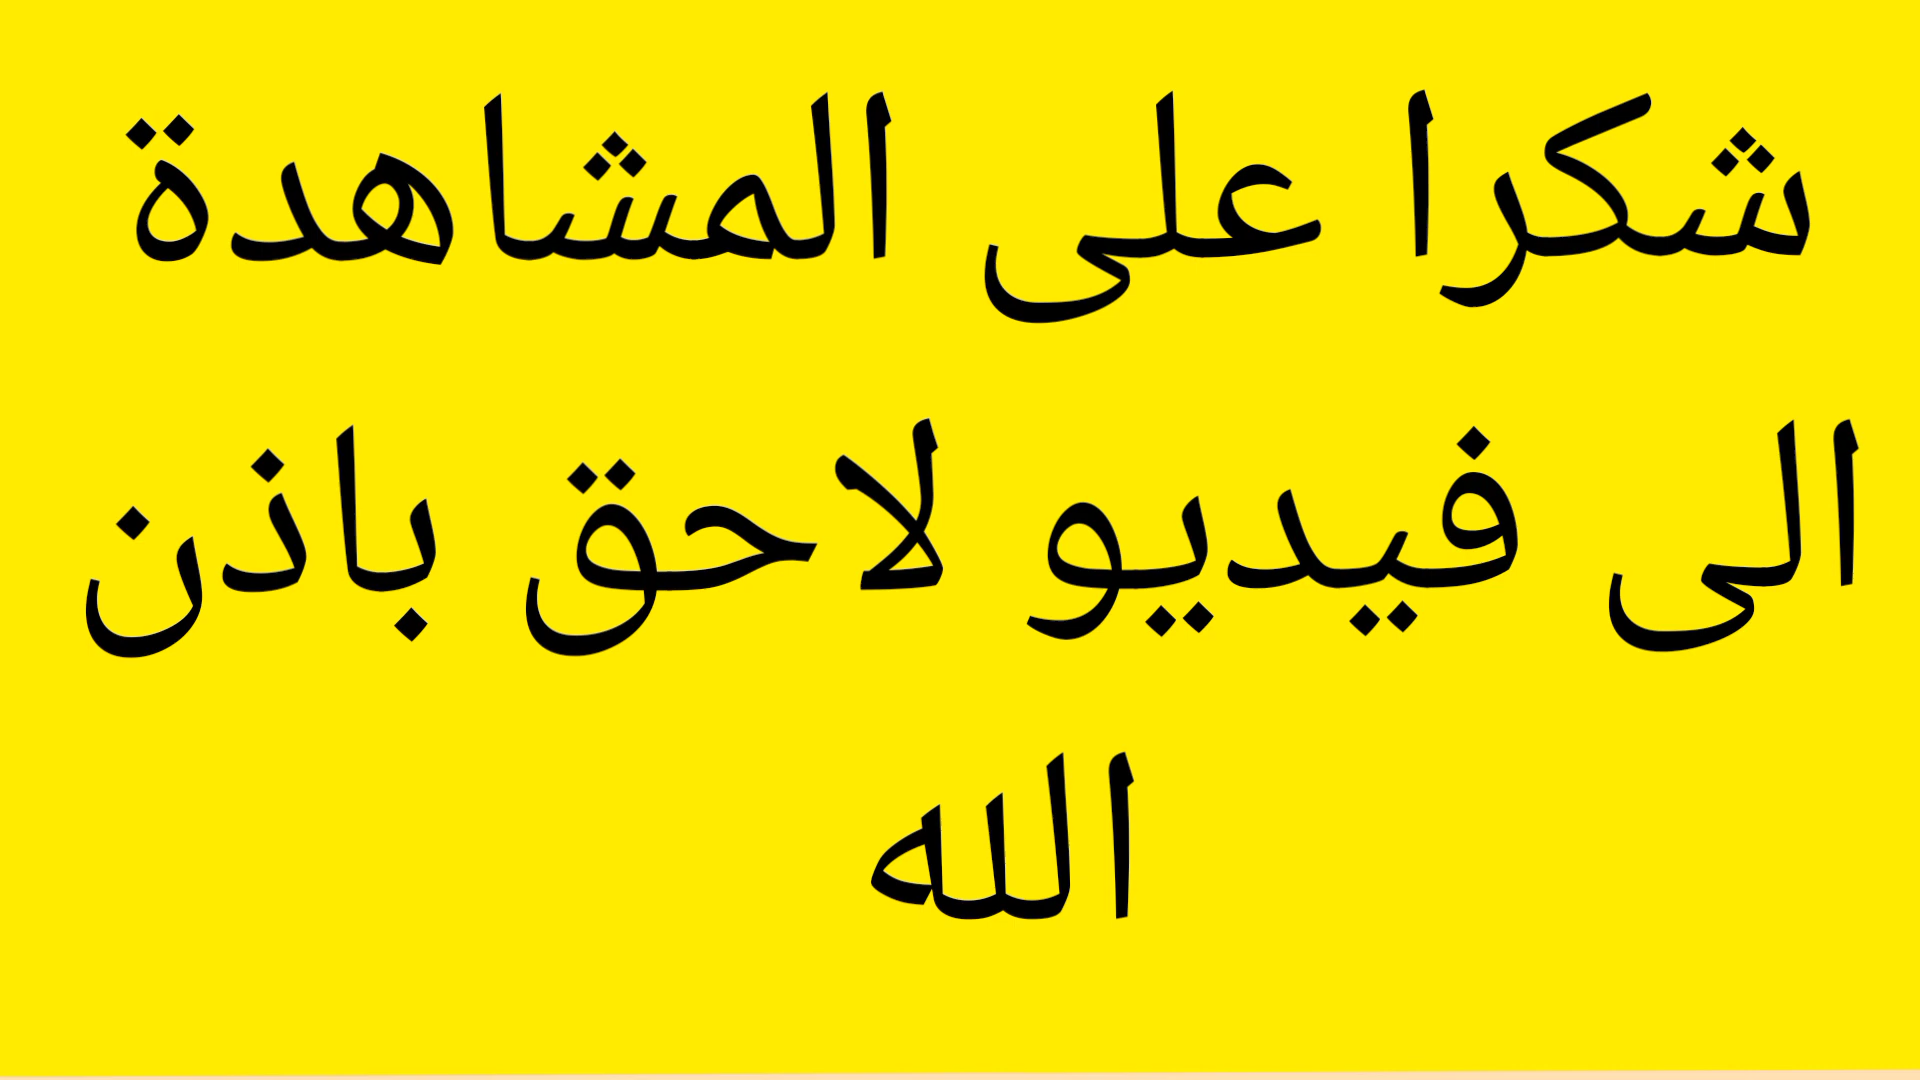 شكرا على المشاهدة
الى فيديو لاحق باذن
الله